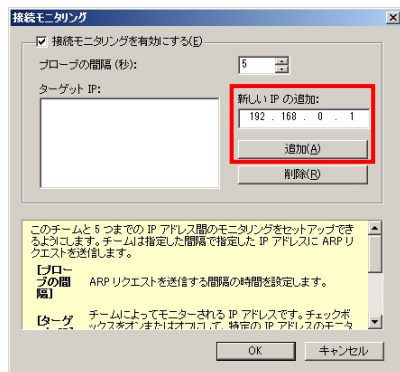 接続モニタリング
接続モニタリングを有効にする(E)
プローブの間隔 (秒):
5
ターゲット IP:
新しい IP の追加:
192 . 168 . 0 . 1
追加(A)
削除(R)
このチームと 5 つまでの IP アドレス間のモニタリングをセットアップでき
るようにします。チームは指定した間隔で指定した IP アドレスに ARP リ
クエストを送信します。
[プロー
ブの間
隔]
ARP リクエストを送信する間隔の時間を設定します。
[ターゲ
チームによってモニターされる IP アドレスです。チェックボ
ックスをオンまたはオフにして、特定の IP アドレスのモニタ
OK
キャンセル